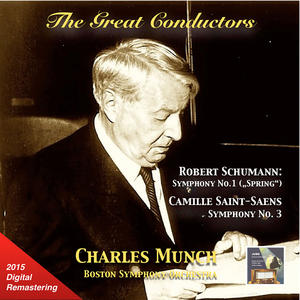 The Great Conductors
ROBERT SCHUMANN:
SYMPHONY NO.1 („SPRING“)
CAMILLE SAINT-SAENS
SYMPHONY NO. 3
CHARLES MUNCH
BOSTON SYMPHONY ORCHESTRA
2015
Digital
Remastering